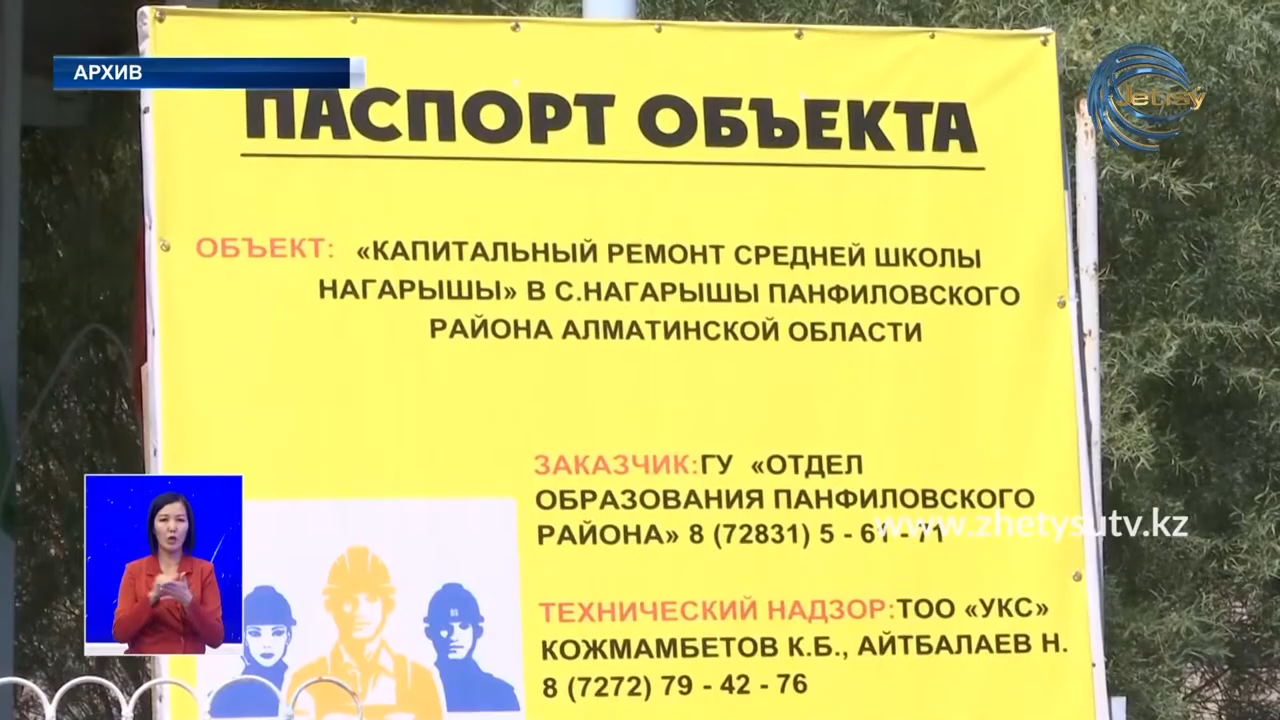 АРХИВ
Jetisý
ПАСПОРТ ОБЪЕКТА
ОБЪЕКТ: «КАПИТАЛЬНЫЙ РЕМОНТ СРЕДНЕЙ ШКОЛЫ
НАГАРЫШЫ» В С.НАГАРЫШЫ ПАНФИЛОВСКОГО
РАЙОНА АЛМАТИНСКОЙ ОБЛАСТИ
ЗАКАЗЧИК:ГУ «ОТДЕЛ
ОБРАЗОВАНИЯ ПАНФИЛОВСКОГО
РАЙОНА» 8 (72831) 5 - 61 - 71
www.zhetysutv.kz
ТЕХНИЧЕСКИЙ НАДЗОР:ТОО «УКС»
КОЖМАМБЕТОВ К.Б., АЙТБАЛАЕВ Н.
8 (7272) 79 - 42 - 76